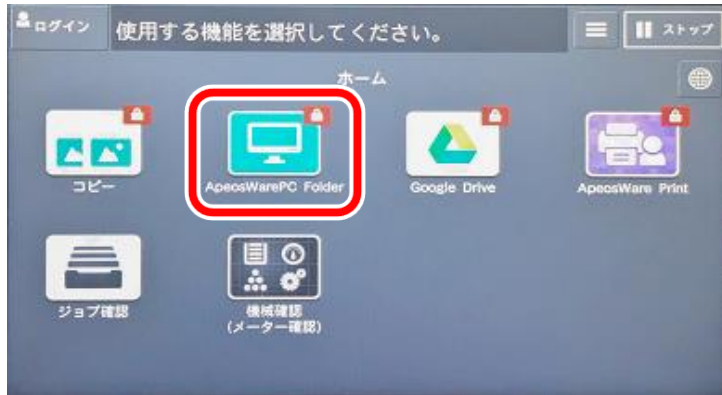 ログイン
使用する機能を選択してください。
ストップ
ホーム
コピー
ApeosWarePC Folder
Google Drive
ApeosWare Print
ジョブ確認
機械確認
(メーター確認)